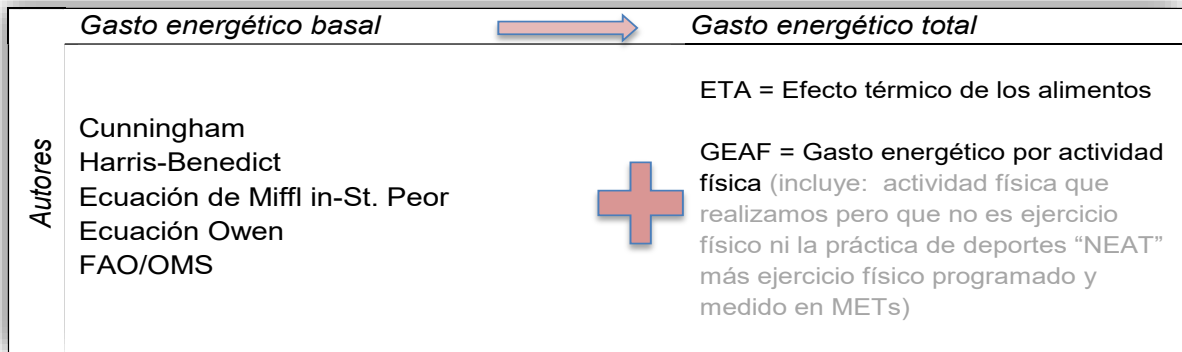 Gasto energético basal
Gasto energético total
Autores
Cunningham
Harris-Benedict
Ecuación de Miffl in-St. Peor
Ecuación Owen
FAO/OMS
ETA = Efecto térmico de los alimentos
GEAF = Gasto energético por actividad
física (incluye:  actividad física que
realizamos pero que no es ejercicio
físico ni la práctica de deportes “NEAT”
más ejercicio físico programado y
medido en METs)